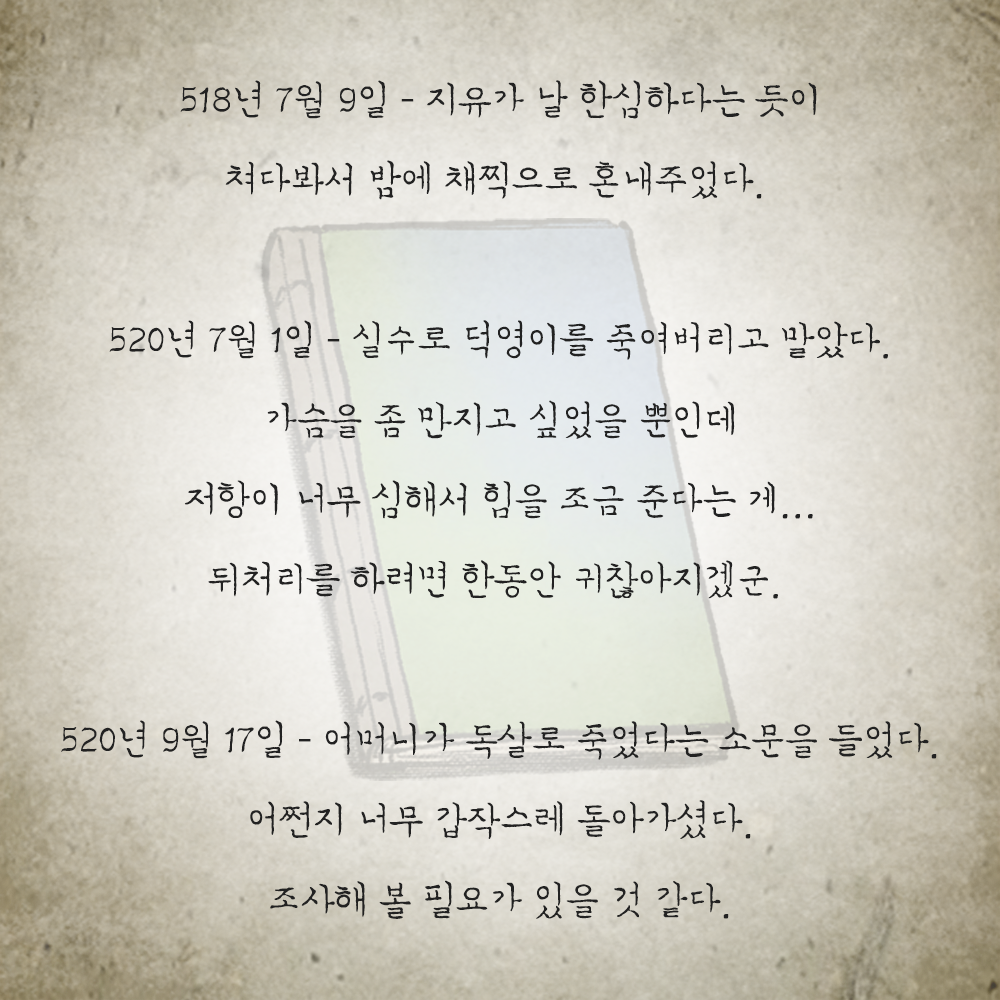 518년 7월 9일 - 지유가 날 한심하다는 듯이
쳐다봐서 밤에 채찍으로 혼내주었다.
520년 7월 1일 - 실수로 덕영이를 죽여버리고 말았다.
가슴을 좀 만지고 싶었을 뿐인데
저항이 너무 심해서 힘을 조금 준다는 게...
뒤처리를 하려면 한동안 귀찮아지겠군.
520년 9월 17일 - 어머니가 독살로 죽었다는 소문을 들었다.
어쩐지 너무 갑작스레 돌아가셨다.
조사해 볼 필요가 있을 것 같다.